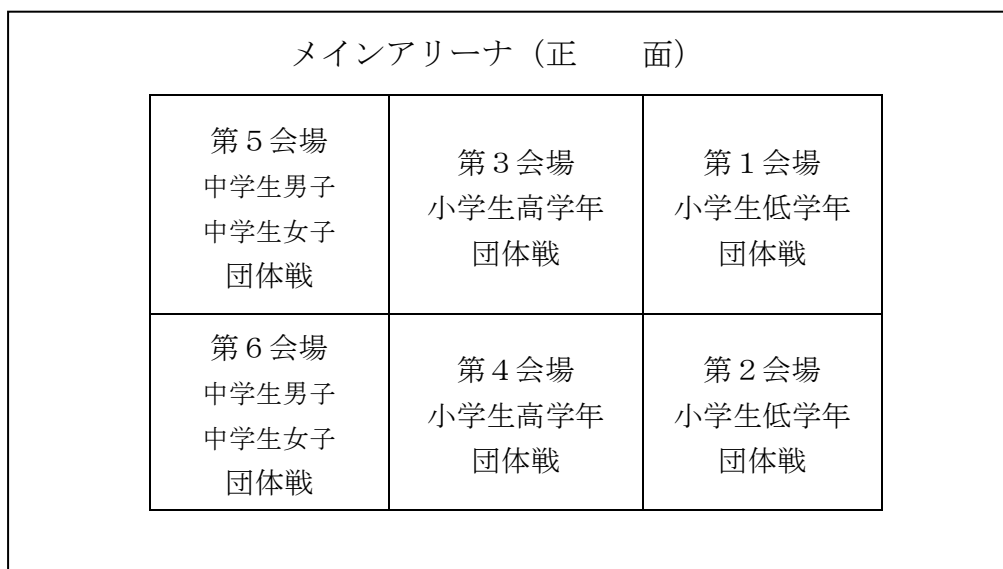 メインアリーナ（正　　面）
第５会場
中学生男子
中学生女子
団体戦
第３会場
小学生高学年
団体戦
第１会場
小学生低学年
団体戦
第６会場
中学生男子
中学生女子
団体戦
第４会場
小学生高学年
団体戦
第２会場
小学生低学年
団体戦